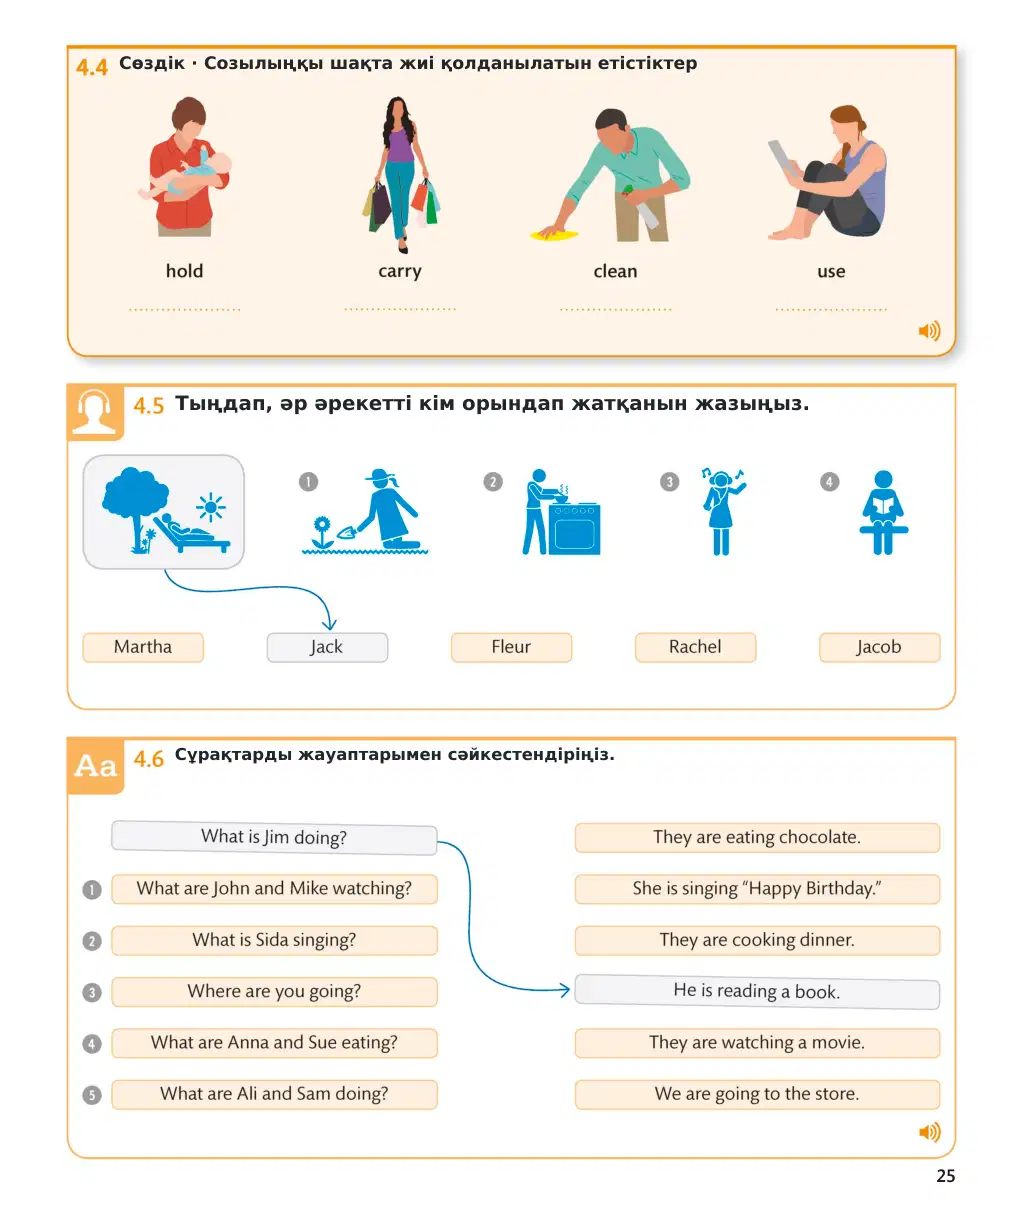 4.4 Сөздік · Созылыңқы шақта жиі қолданылатын етістіктер
hold
carry
clean
use
4.5 Тыңдап, әр әрекетті кім орындап жатқанын жазыңыз.
1
2
3
4
Martha
Jack
Fleur
Rachel
Jacob
Aa
4.6 Сұрақтарды жауаптарымен сәйкестендіріңіз.
What is Jim doing?
They are eating chocolate.
1 What are John and Mike watching?
She is singing “Happy Birthday.”
2 What is Sida singing?
They are cooking dinner.
3 Where are you going?
He is reading a book.
4 What are Anna and Sue eating?
They are watching a movie.
5 What are Ali and Sam doing?
We are going to the store.
25